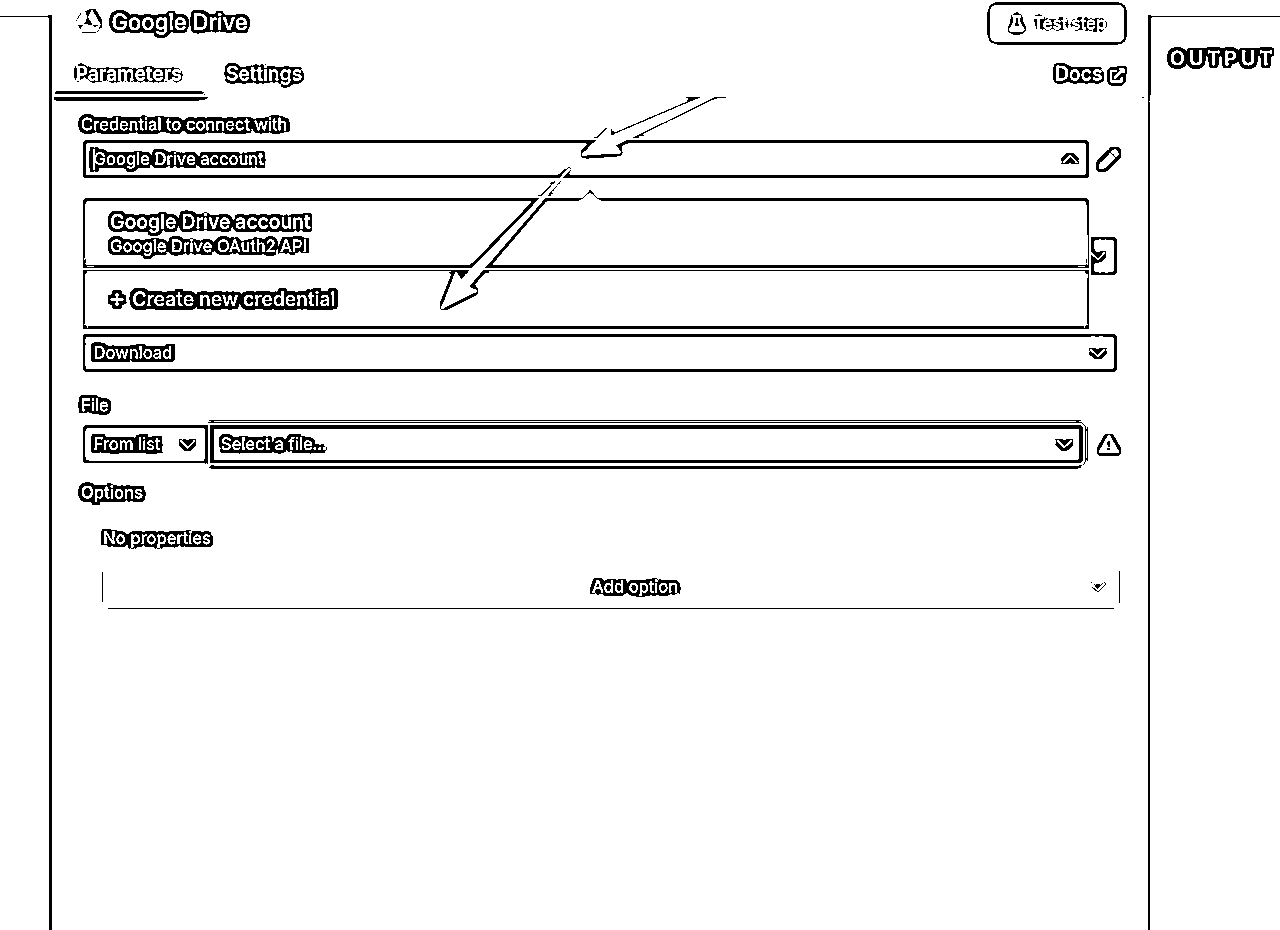 Google Drive
Test step
OUTPUT
Parameters
Settings
Docs
Credential to connect with
Google Drive account
Google Drive account
Google Drive OAuth2 API
+ Create new credential
Download
File
From list
Select a file...
Options
No properties
Add option